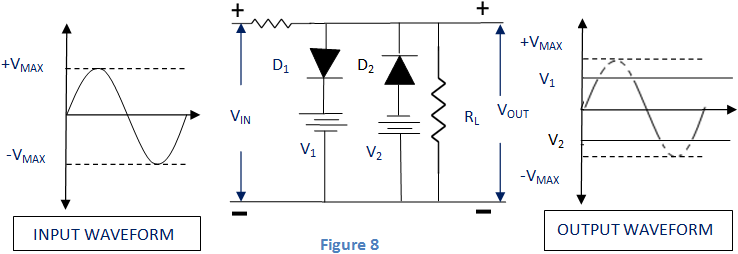 +VMAX
-VMAX
INPUT WAVEFORM
+
+
D1
D2
VIN
V1
V2
RL
VOUT
−
−
Figure 8
+VMAX
V1
V2
-VMAX
OUTPUT WAVEFORM